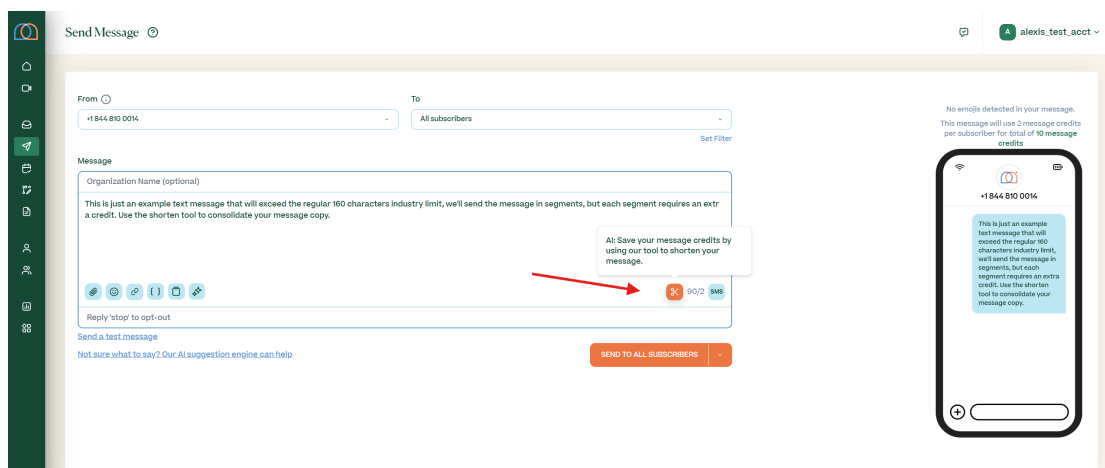 Send Message
A alexis_test_acct
From
To
+1 844 810 0014
All subscribers
Set Filter
Message
Organization Name (optional)
This is just an example text message that will exceed the regular 160 characters industry limit, we'll send the message in segments, but each segment requires an extr
a credit. Use the shorten tool to consolidate your message copy.
AI: Save your message credits by
using our tool to shorten your
message.
90/2 SMS
Reply 'stop' to opt-out
Send a test message
Not sure what to say? Our AI suggestion engine can help
SEND TO ALL SUBSCRIBERS
No emojis detected in your message.
This message will use 2 message credits
per subscriber for total of 10 message
credits
+1 844 810 0014
This is just an example
text message that will
exceed the regular 160
characters industry limit,
we'll send the message in
segments, but each
segment requires an extra
credit. Use the shorten
tool to consolidate your
message copy.